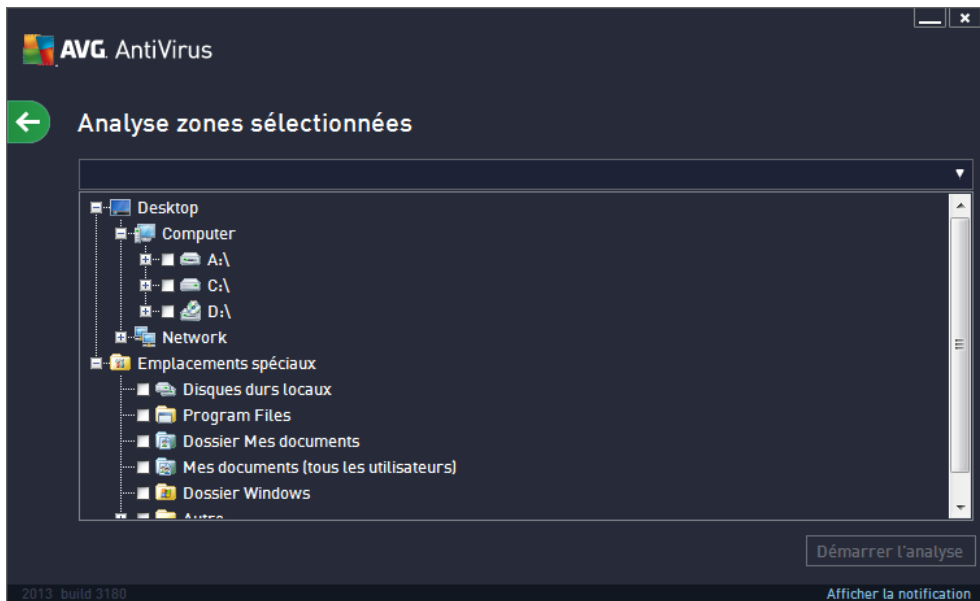 AVG. AntiVirus
Analyse zones sélectionnées
Desktop
Computer
A:\
C:\
D:\
Network
Emplacements spéciaux
Disques durs locaux
Program Files
Dossier Mes documents
Mes documents (tous les utilisateurs)
Dossier Windows
Autre
Démarrer l'analyse
2013 build 3180
Afficher la notification